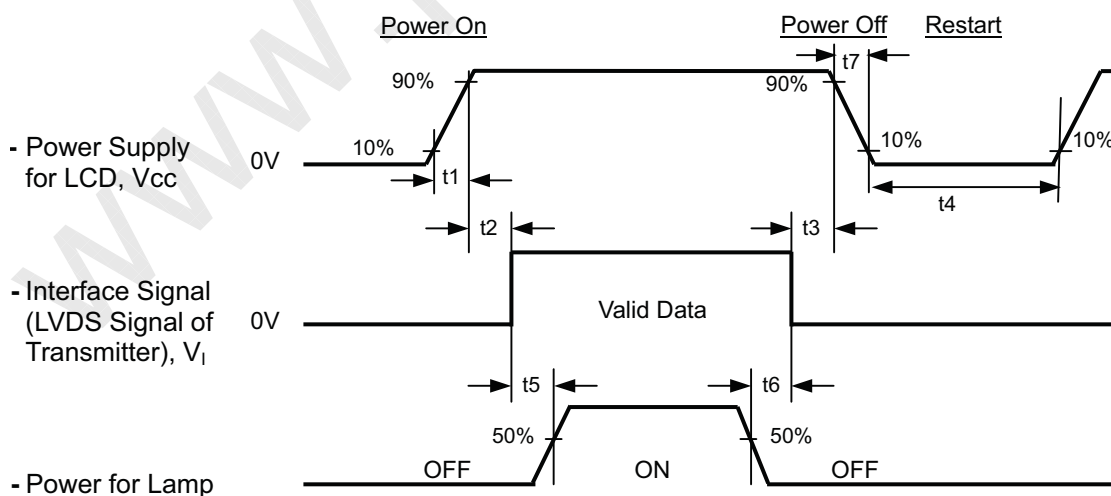 Power On
Power Off
Restart
t7
90%
90%
- Power Supply
for LCD, Vcc
0V
10%
10%
10%
t1
t4
t2
t3
- Interface Signal
(LVDS Signal of
Transmitter), VI
0V
Valid Data
t5
t6
50%
50%
- Power for Lamp
OFF
ON
OFF
www.